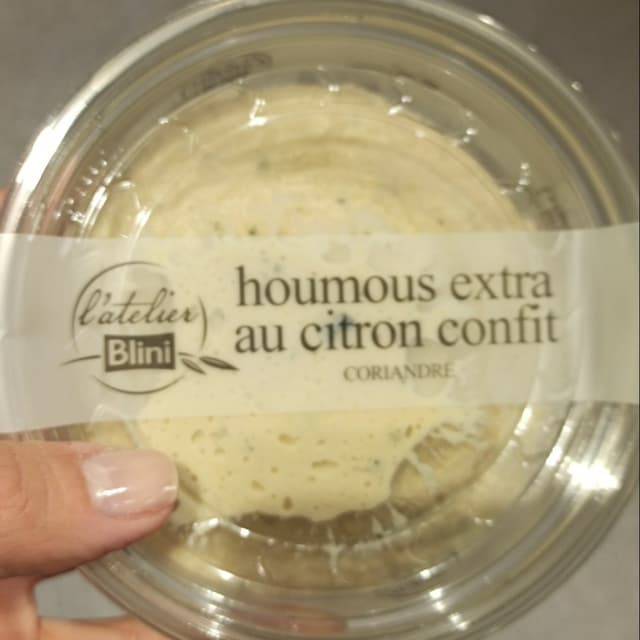 l'atelier
Blini
houmous extra
au citron confit
CORIANDRE